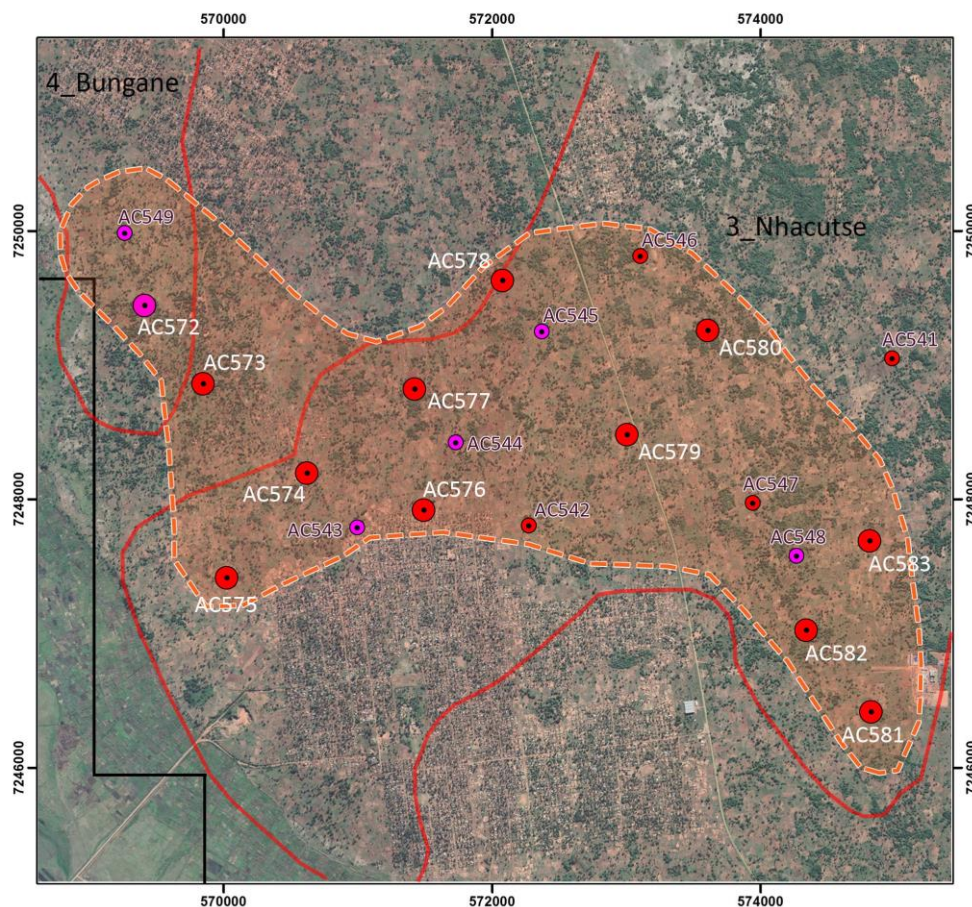 570000 572000 574000
4_Bungane
AC549
7250000
3_Nhacutse
7250000
AC546
AC578
AC572
AC545
AC580
AC541
AC573
AC577
AC544
AC579
AC574
AC576
7248000
AC543
AC542
AC547
7248000
AC548
AC583
AC575
AC582
AC581
7246000
7246000
570000 572000 574000